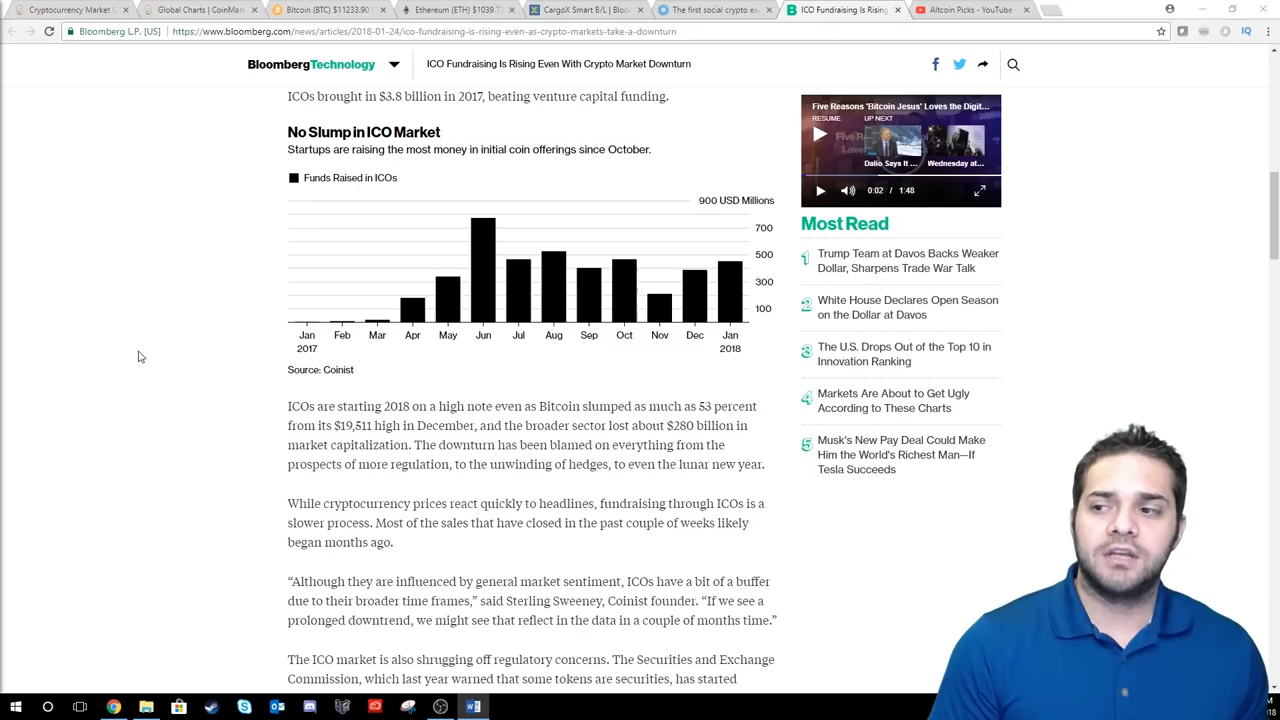 Cryptocurrency Market C
Global Charts | CoinMark
Bitcoin (BTC) $11233.90
Ethereum (ETH) $1039.7
CargoX Smart B/L | Block
The first social crypto ex
ICO Fundraising Is Rising
Altcoin Picks - YouTube
Bloomberg L.P. [US]
https://www.bloomberg.com/news/articles/2018-01-24/ico-fundraising-is-rising-even-as-crypto-markets-take-a-downturn
BloombergTechnology
ICO Fundraising Is Rising Even With Crypto Market Downturn
ICOs brought in $3.8 billion in 2017, beating venture capital funding.
No Slump in ICO Market
Startups are raising the most money in initial coin offerings since October.
Funds Raised in ICOs
900 USD Millions
700
500
300
100
Jan Feb Mar Apr May Jun Jul Aug Sep Oct Nov Dec Jan
2017 2018
Source: Coinist
ICOs are starting 2018 on a high note even as Bitcoin slumped as much as 53 percent
from its $19,511 high in December, and the broader sector lost about $280 billion in
market capitalization. The downturn has been blamed on everything from the
prospects of more regulation, to the unwinding of hedges, to even the lunar new year.
While cryptocurrency prices react quickly to headlines, fundraising through ICOs is a
slower process. Most of the sales that have closed in the past couple of weeks likely
began months ago.
“Although they are influenced by general market sentiment, ICOs have a bit of a buffer
due to their broader time frames,” said Sterling Sweeney, Coinist founder. “If we see a
prolonged downtrend, we might see that reflect in the data in a couple of months time.”
The ICO market is also shrugging off regulatory concerns. The Securities and Exchange
Commission, which last year warned that some tokens are securities, has started
Five Reasons 'Bitcoin Jesus' Loves the Digit...
RESUME
UP NEXT
Dalio Says It ...
Wednesday at...
0:02 / 1:48
Most Read
1 Trump Team at Davos Backs Weaker
Dollar, Sharpens Trade War Talk
2 White House Declares Open Season
on the Dollar at Davos
3 The U.S. Drops Out of the Top 10 in
Innovation Ranking
4 Markets Are About to Get Ugly
According to These Charts
5 Musk's New Pay Deal Could Make
Him the World's Richest Man—If
Tesla Succeeds